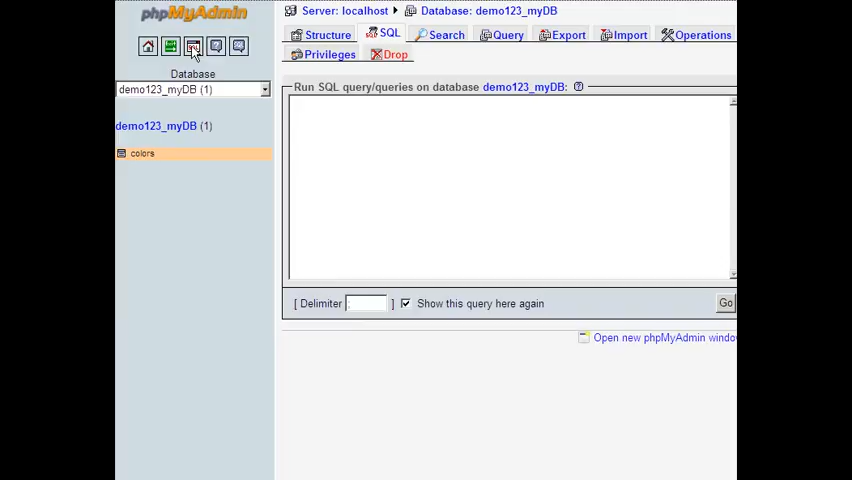 phpMyAdmin
Database
demo123_myDB (1)
demo123_myDB (1)
colors
Server: localhost Database: demo123_myDB
Structure SQL Search Query Export Import Operations
Privileges Drop
Run SQL query/queries on database demo123_myDB:
[ Delimiter ; ] Show this query here again Go
Open new phpMyAdmin windo